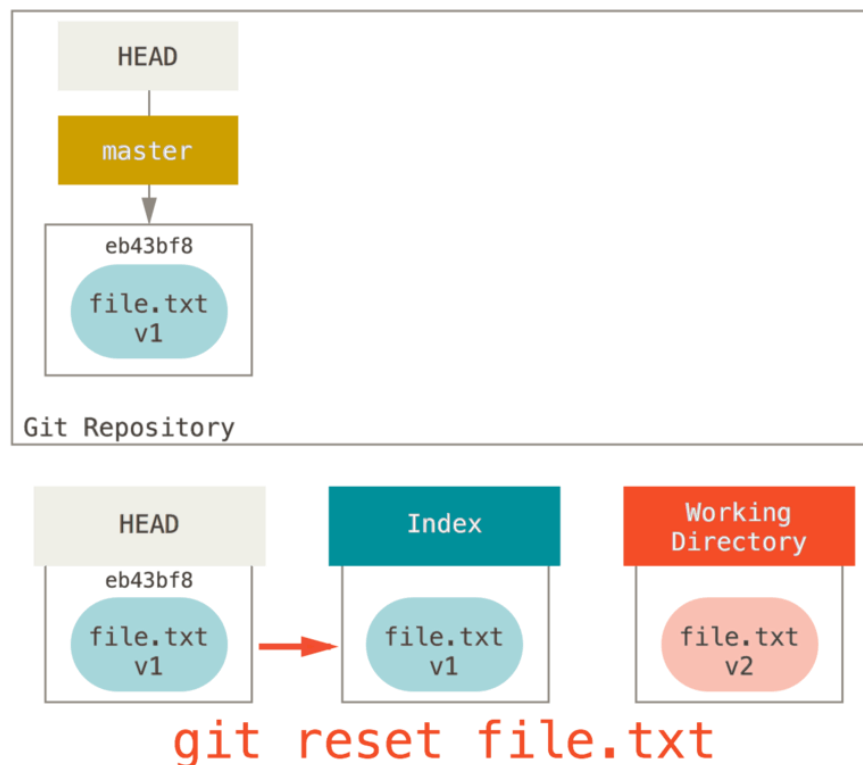 HEAD
master
eb43bf8
file.txt
v1
Git Repository
HEAD
eb43bf8
file.txt
v1
Index
file.txt
v1
Working
Directory
file.txt
v2
git reset file.txt